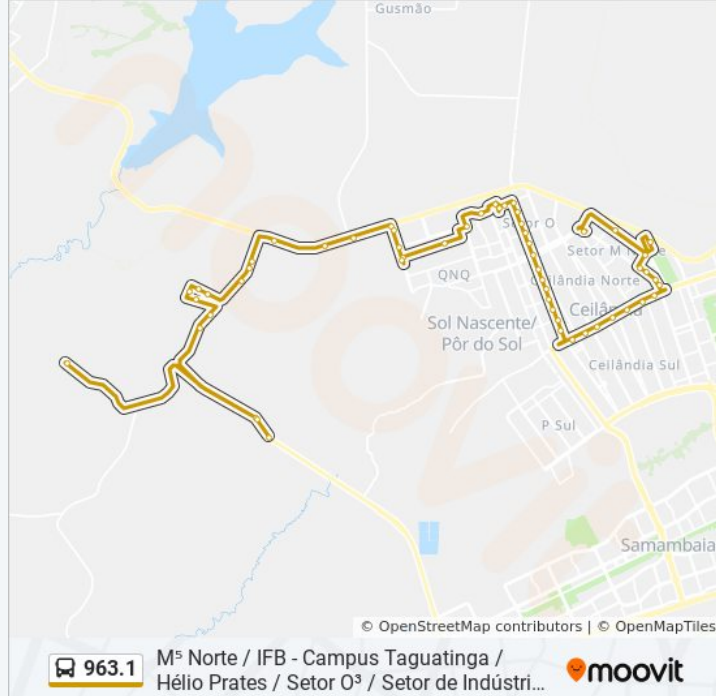 Gusmão
Setor O
Setor M Norte
QNQ
Ceilândia Norte
Ceilândia
Sol Nascente/
Pôr do Sol
Ceilândia Sul
P Sul
Samambaia
moovit
© OpenStreetMap contributors | © OpenMapTiles
963.1
M⁵ Norte / IFB - Campus Taguatinga /
Hélio Prates / Setor O³ / Setor de Indústri...
moovit